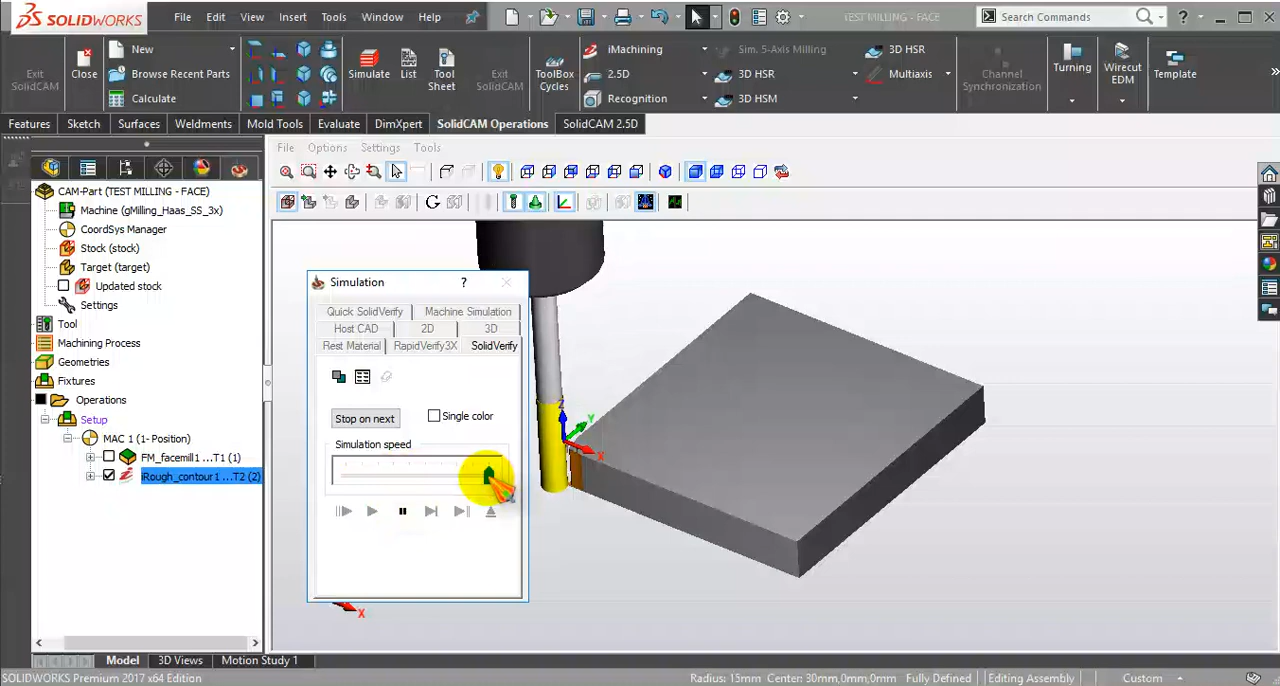 SOLIDWORKS
File Edit View Insert Tools Window Help
TEST MILLING - FACE
Search Commands
?
Exit SolidCAM
Close
New
Browse Recent Parts
Calculate
Simulate
List
Tool Sheet
Exit SolidCAM
ToolBox Cycles
iMachining
2.5D
Recognition
Sim. 5-Axis Milling
3D HSR
3D HSM
3D HSR
Multiaxis
Channel Synchronization
Turning
Wirecut EDM
Template
Features Sketch Surfaces Weldments Mold Tools Evaluate DimXpert SolidCAM Operations SolidCAM 2.5D
File Options Settings Tools
CAM-Part (TEST MILLING - FACE)
Machine (gMilling_Haas_SS_3x)
CoordSys Manager
Stock (stock)
Target (target)
Updated stock
Settings
Tool
Machining Process
Geometries
Fixtures
Operations
Setup
MAC 1 (1- Position)
FM_facemill1 ...T1 (1)
iRough_contour1 ...T2 (2)
Simulation ?
Quick SolidVerify Machine Simulation
Host CAD 2D 3D
Rest Material RapidVerify3X SolidVerify
Stop on next Single color
Simulation speed
Z
Y
X
X
Model 3D Views Motion Study 1
SOLIDWORKS Premium 2017 x64 Edition Radius: 15mm Center: 30mm,0mm,0mm Fully Defined Editing Assembly Custom